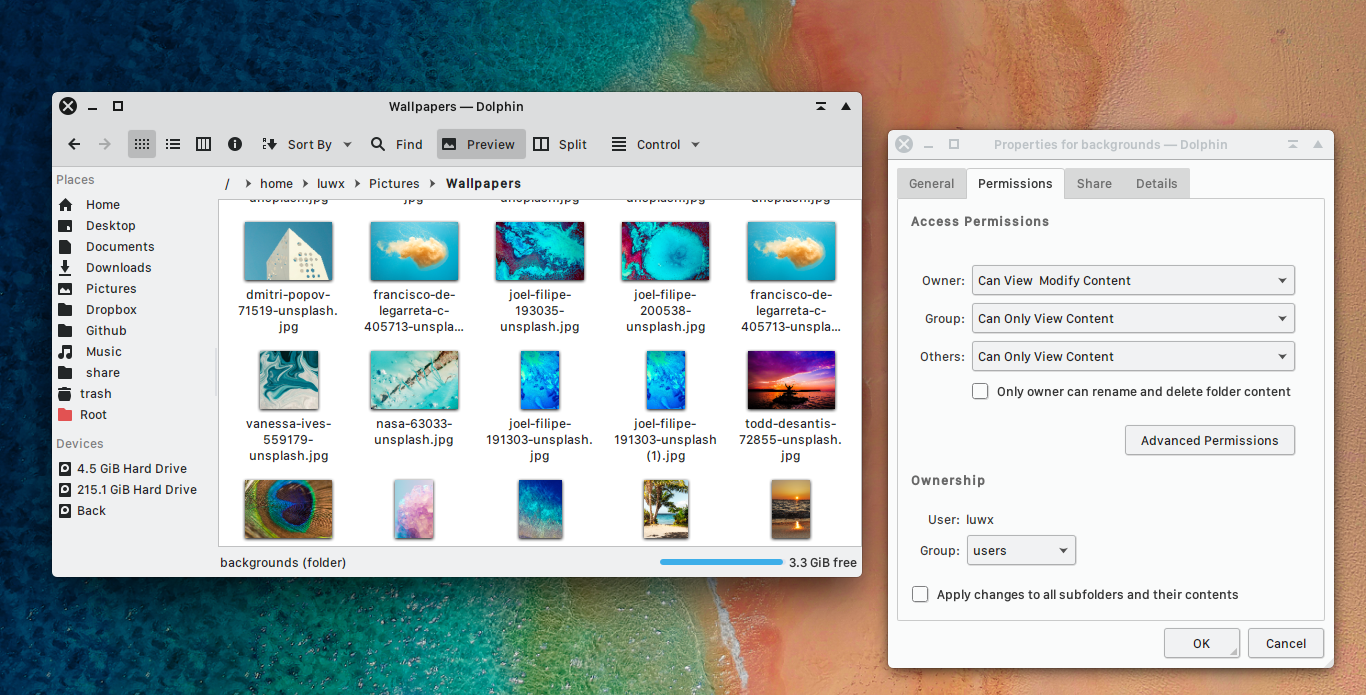 Wallpapers — Dolphin
Sort By
Find
Preview
Split
Control
Places
Home
Desktop
Documents
Downloads
Pictures
Dropbox
Github
Music
share
trash
Root
Devices
4.5 GiB Hard Drive
215.1 GiB Hard Drive
Back
/ home luwx Pictures Wallpapers
dmitri-popov-
71519-unsplash.
jpg
francisco-de-
legarreta-c-
405713-unspla...
joel-filipe-
193035-
unsplash.jpg
joel-filipe-
200538-
unsplash.jpg
francisco-de-
legarreta-c-
405713-unspla...
vanessa-ives-
559179-
unsplash.jpg
nasa-63033-
unsplash.jpg
joel-filipe-
191303-unsplash.
jpg
joel-filipe-
191303-unsplash
(1).jpg
todd-desantis-
72855-unsplash.
jpg
backgrounds (folder)
3.3 GiB free
Properties for backgrounds — Dolphin
General
Permissions
Share
Details
Access Permissions
Owner: Can View Modify Content
Group: Can Only View Content
Others: Can Only View Content
Only owner can rename and delete folder content
Advanced Permissions
Ownership
User: luwx
Group: users
Apply changes to all subfolders and their contents
OK
Cancel